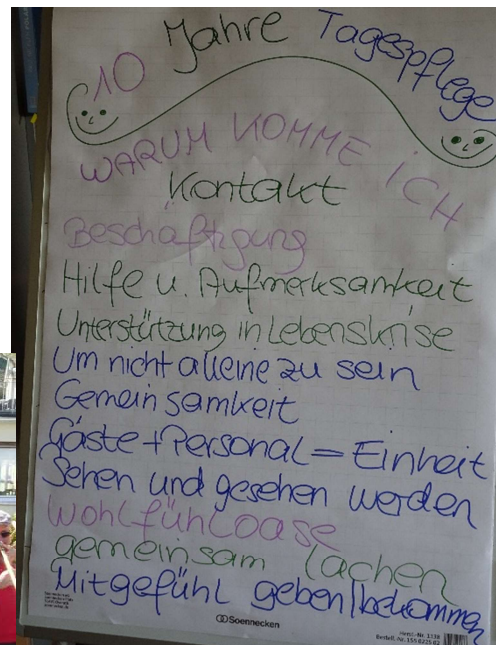 10 Jahre Tagespflege
WARUM KOMME ICH
Kontakt
Beschäftigung
Hilfe u. Aufmerksamkeit
Unterstützung in Lebenskrise
Um nicht alleine zu sein
Gemeinsamkeit
Gäste + Personal = Einheit
Sehen und gesehen werden
Wohlfühloase
gemeinsam lachen
Mitgefühl geben/bekommen
Soennecken